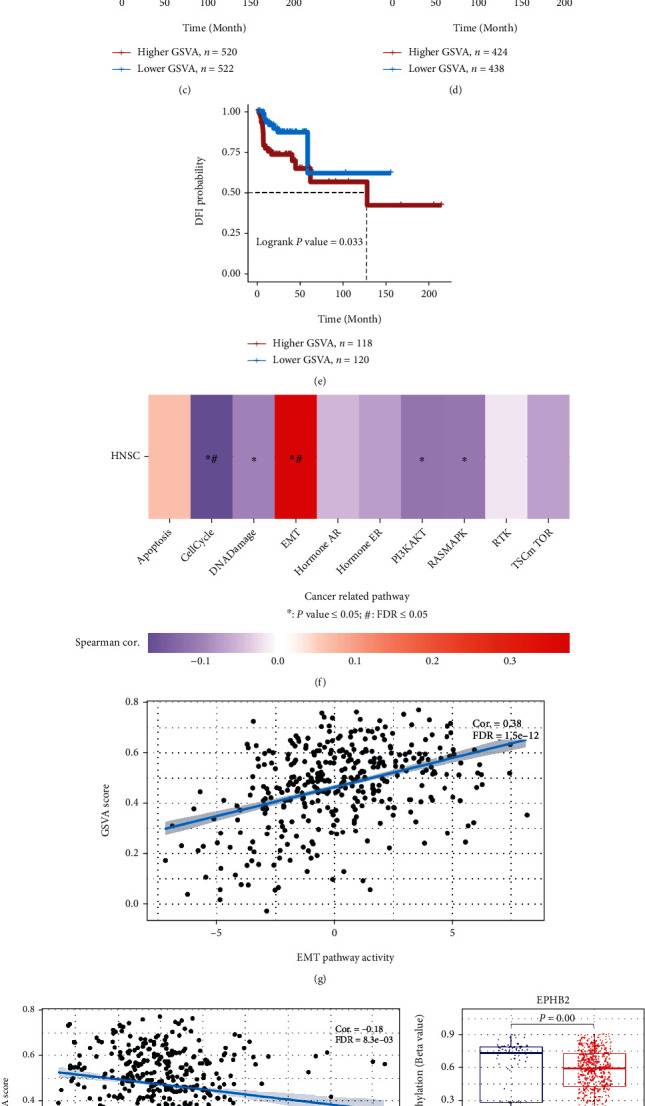 0 50 100 150 200
0 50 100 150 200
Time (Month)
Time (Month)
Higher GSVA, n = 520
Lower GSVA, n = 522
Higher GSVA, n = 424
Lower GSVA, n = 438
(c)
(d)
1.00
0.75
0.50
0.25
0.00
DFI probability
Logrank P value = 0.033
0 50 100 150 200
Time (Month)
Higher GSVA, n = 118
Lower GSVA, n = 120
(e)
HNSC
*#
*
*#
*
*
Apoptosis
CellCycle
DNADamage
EMT
Hormone AR
Hormone ER
PI3KAKT
RASMAPK
RTK
TSCm TOR
Cancer related pathway
*: P value ≤ 0.05; #: FDR ≤ 0.05
Spearman cor.
−0.1 0.0 0.1 0.2 0.3
(f)
0.8
0.6
0.4
0.2
0.0
GSVA score
Cor. = 0.38
FDR = 1.5e−12
−5 0 5
EMT pathway activity
(g)
0.8
0.6
0.4
A score
Cor. = −0.18
FDR = 8.3e−03
EPHB2
P = 0.00
0.9
0.6
0.3
hylation (Beta value)